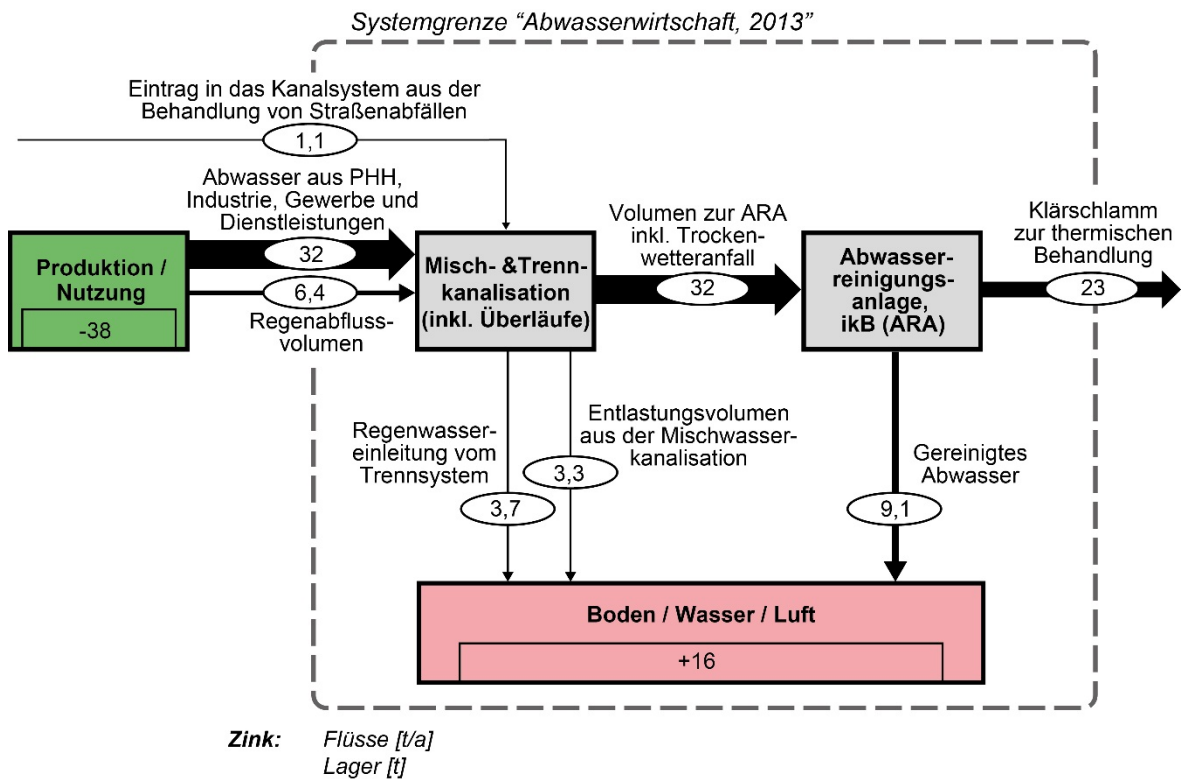 Systemgrenze “Abwasserwirtschaft, 2013”
Eintrag in das Kanalsystem aus der
Behandlung von Straßenabfällen
1,1
Abwasser aus PHH,
Industrie, Gewerbe und
Dienstleistungen
32
6,4
Regenabfluss-
volumen
Produktion /
Nutzung
-38
Misch- &Trenn-
kanalisation
(inkl. Überläufe)
Volumen zur ARA
inkl. Trocken-
wetteranfall
32
Abwasser-
reinigungs-
anlage,
ikB (ARA)
Klärschlamm
zur thermischen
Behandlung
23
Regenwasser-
einleitung vom
Trennsystem
3,7
Entlastungsvolumen
aus der Mischwasser-
kanalisation
3,3
Gereinigtes
Abwasser
9,1
Boden / Wasser / Luft
+16
Zink: Flüsse [t/a]
Lager [t]